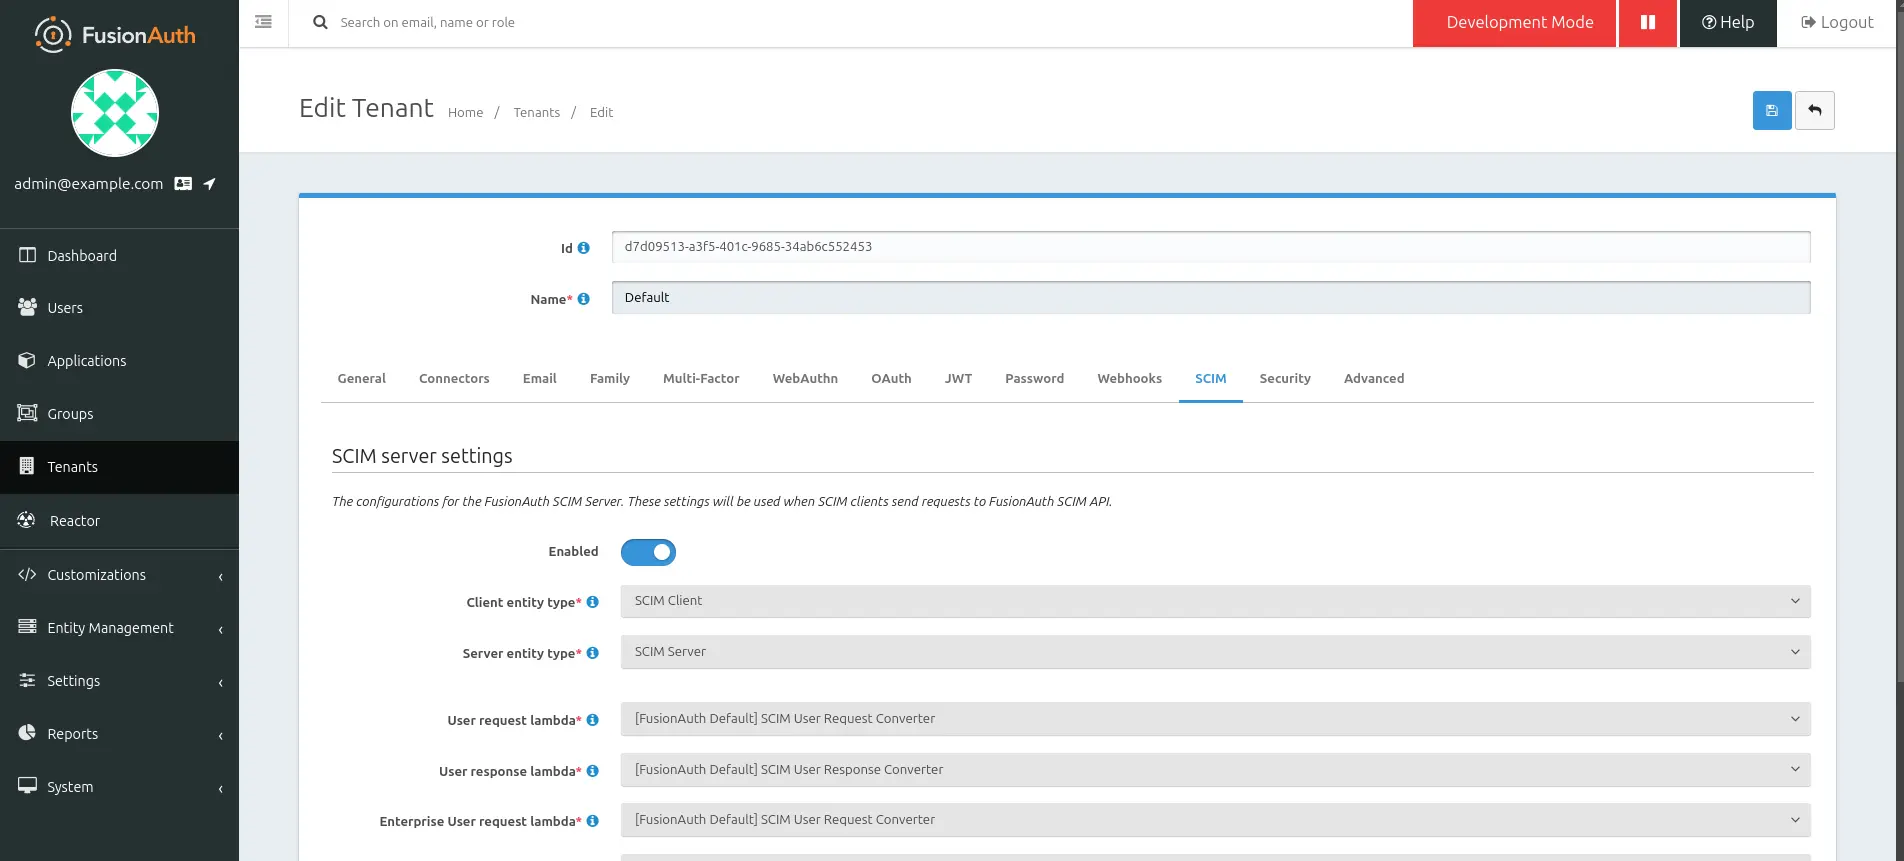 FusionAuth
Search on email, name or role
Development Mode
Help
Logout
admin@example.com
Dashboard
Users
Applications
Groups
Tenants
Reactor
Customizations
Entity Management
Settings
Reports
System
Edit Tenant
Home / Tenants / Edit
Id
d7d09513-a3f5-401c-9685-34ab6c552453
Name*
Default
General Connectors Email Family Multi-Factor WebAuthn OAuth JWT Password Webhooks SCIM Security Advanced
SCIM server settings
The configurations for the FusionAuth SCIM Server. These settings will be used when SCIM clients send requests to FusionAuth SCIM API.
Enabled
Client entity type*
SCIM Client
Server entity type*
SCIM Server
User request lambda*
[FusionAuth Default] SCIM User Request Converter
User response lambda*
[FusionAuth Default] SCIM User Response Converter
Enterprise User request lambda*
[FusionAuth Default] SCIM User Request Converter